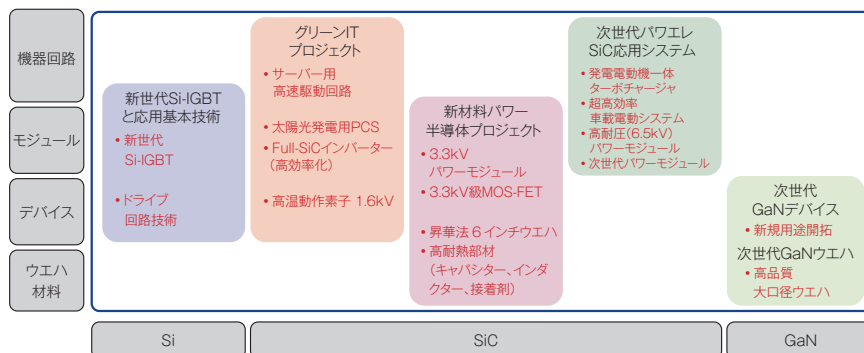 機器回路
モジュール
デバイス
ウエハ
材料
新世代Si-IGBT
と応用基本技術
• 新世代
Si-IGBT
• ドライブ
回路技術
グリーンIT
プロジェクト
• サーバー用
高速駆動回路
• 太陽光発電用PCS
• Full-SiCインバーター
(高効率化)
• 高温動作素子 1.6kV
新材料パワー
半導体プロジェクト
• 3.3kV
パワーモジュール
• 3.3kV級MOS-FET
• 昇華法6インチウエハ
• 高耐熱部材
(キャパシター、インダ
クター、接着剤)
次世代パワエレ
SiC応用システム
• 発電電動機一体
ターボチャージャ
• 超高効率
車載電動システム
• 高耐圧(6.5kV)
パワーモジュール
• 次世代パワーモジュール
次世代
GaNデバイス
• 新規用途開拓
次世代GaNウエハ
• 高品質
大口径ウエハ
Si
SiC
GaN